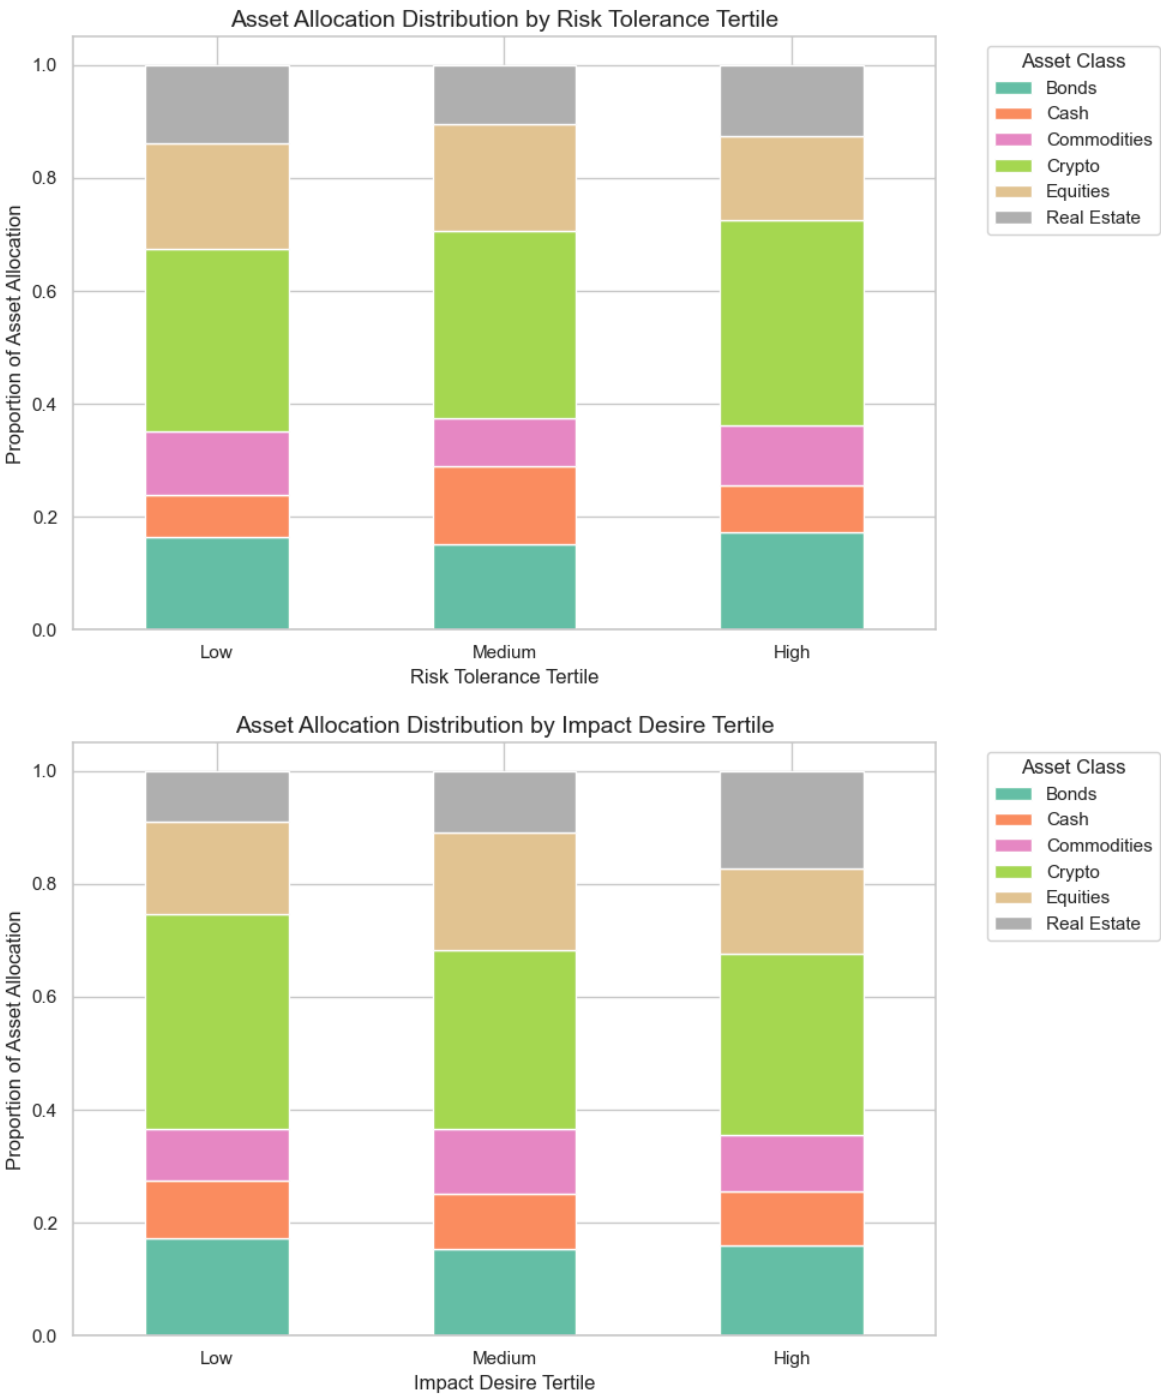 Asset Allocation Distribution by Risk Tolerance Tertile
Proportion of Asset Allocation
1.0
0.8
0.6
0.4
0.2
0.0
Low
Medium
High
Risk Tolerance Tertile
Asset Class
Bonds
Cash
Commodities
Crypto
Equities
Real Estate
Asset Allocation Distribution by Impact Desire Tertile
Proportion of Asset Allocation
1.0
0.8
0.6
0.4
0.2
0.0
Low
Medium
High
Impact Desire Tertile
Asset Class
Bonds
Cash
Commodities
Crypto
Equities
Real Estate